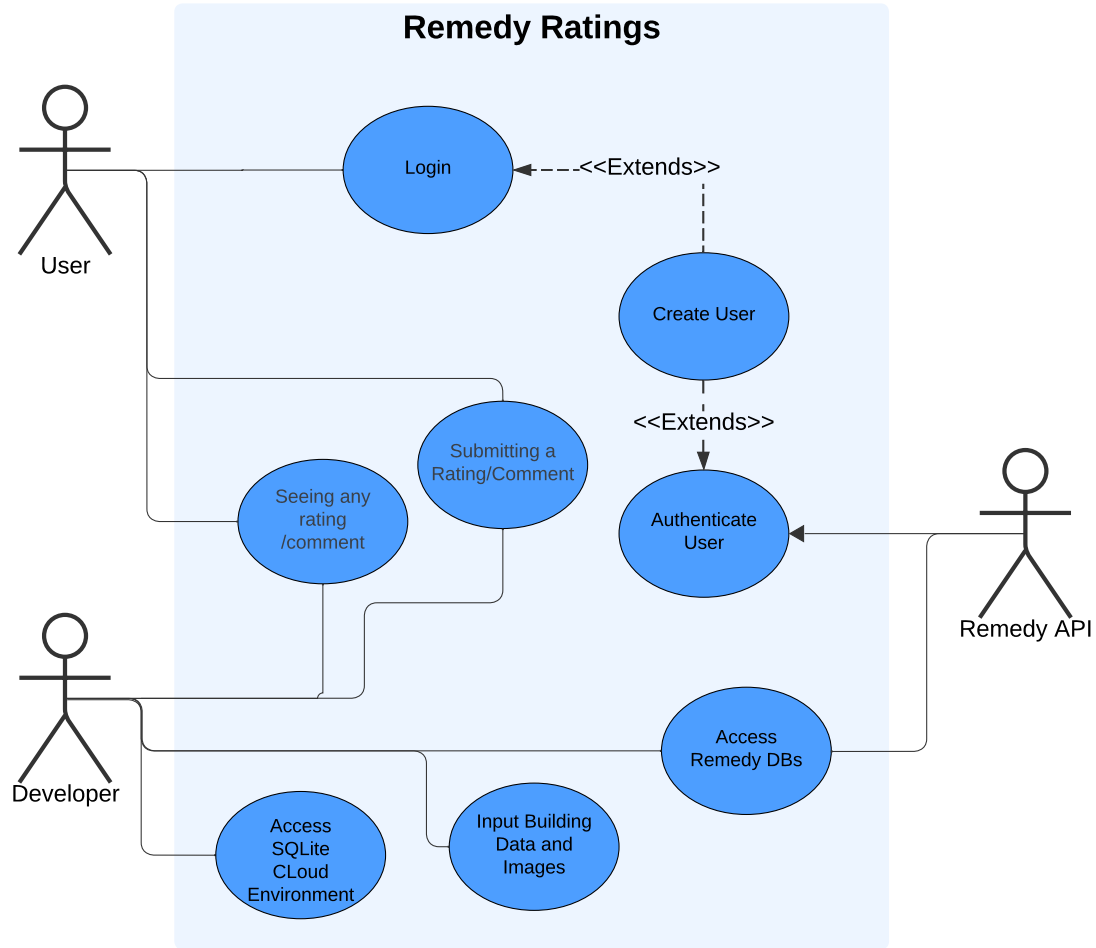 Remedy Ratings
Login
<<Extends>>
User
Create User
<<Extends>>
Submitting a
Rating/Comment
Seeing any
rating
/comment
Authenticate
User
Remedy API
Access
Remedy DBs
Developer
Access
SQLite
CLoud
Environment
Input Building
Data and
Images